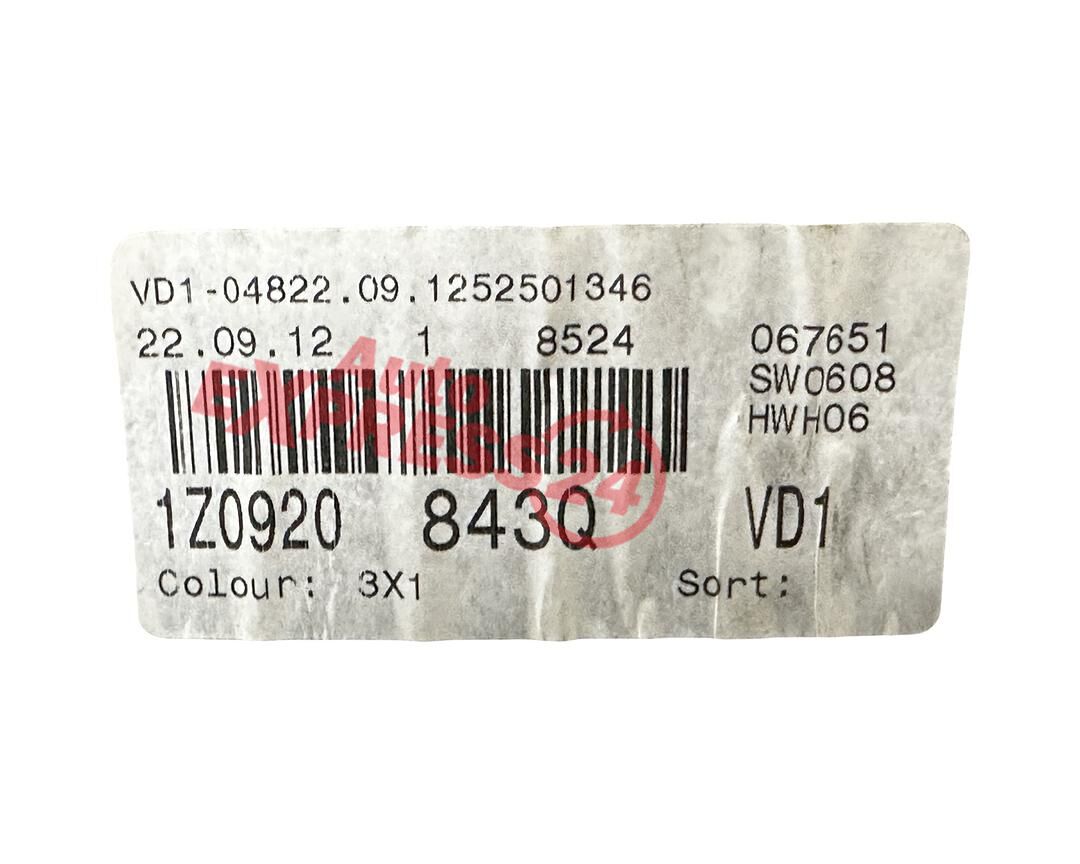 VD1-04822.09.1252501346
22.09.12 1 8524 067651
SW0608
HWH06
Auto
EXPRESS24
1Z0920 843Q VD1
Colour: 3X1 Sort: